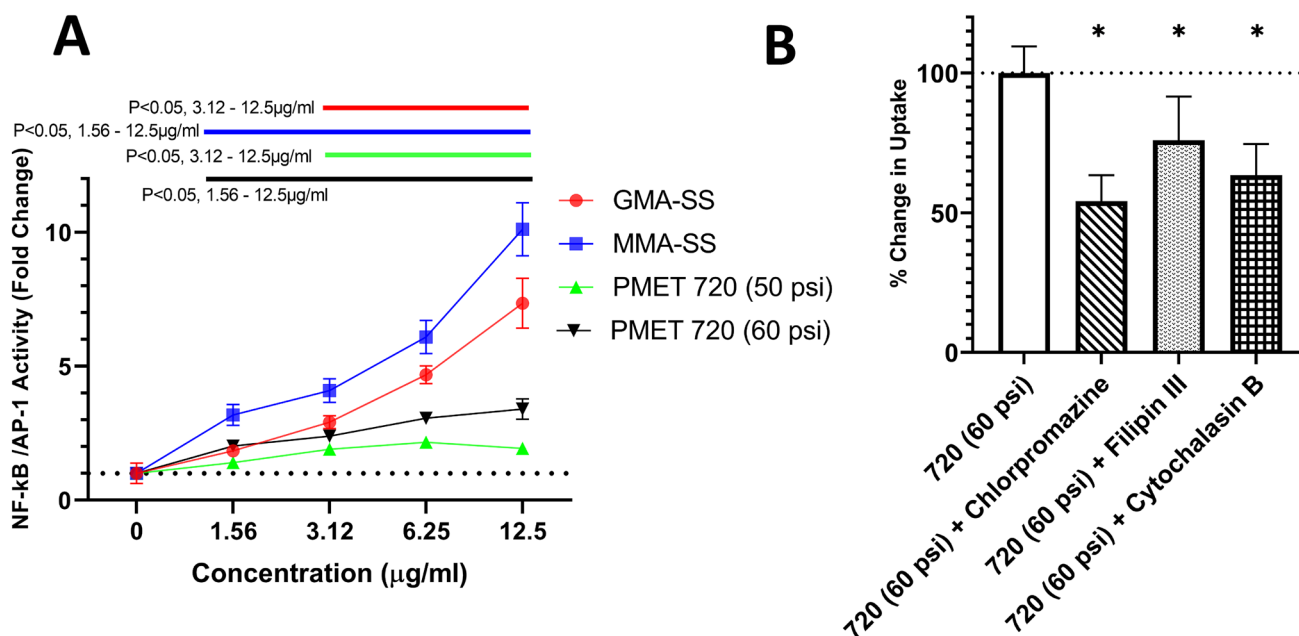 A
P<0.05, 3.12 - 12.5µg/ml
P<0.05, 1.56 - 12.5µg/ml
P<0.05, 3.12 - 12.5µg/ml
P<0.05, 1.56 - 12.5µg/ml
NF-kB /AP-1 Activity (Fold Change)
10
5
0
0 1.56 3.12 6.25 12.5
Concentration (µg/ml)
GMA-SS
MMA-SS
PMET 720 (50 psi)
PMET 720 (60 psi)
B
* * *
% Change in Uptake
100
50
0
720 (60 psi)
720 (60 psi) + Chlorpromazine
720 (60 psi) + Filipin III
720 (60 psi) + Cytochalasin B